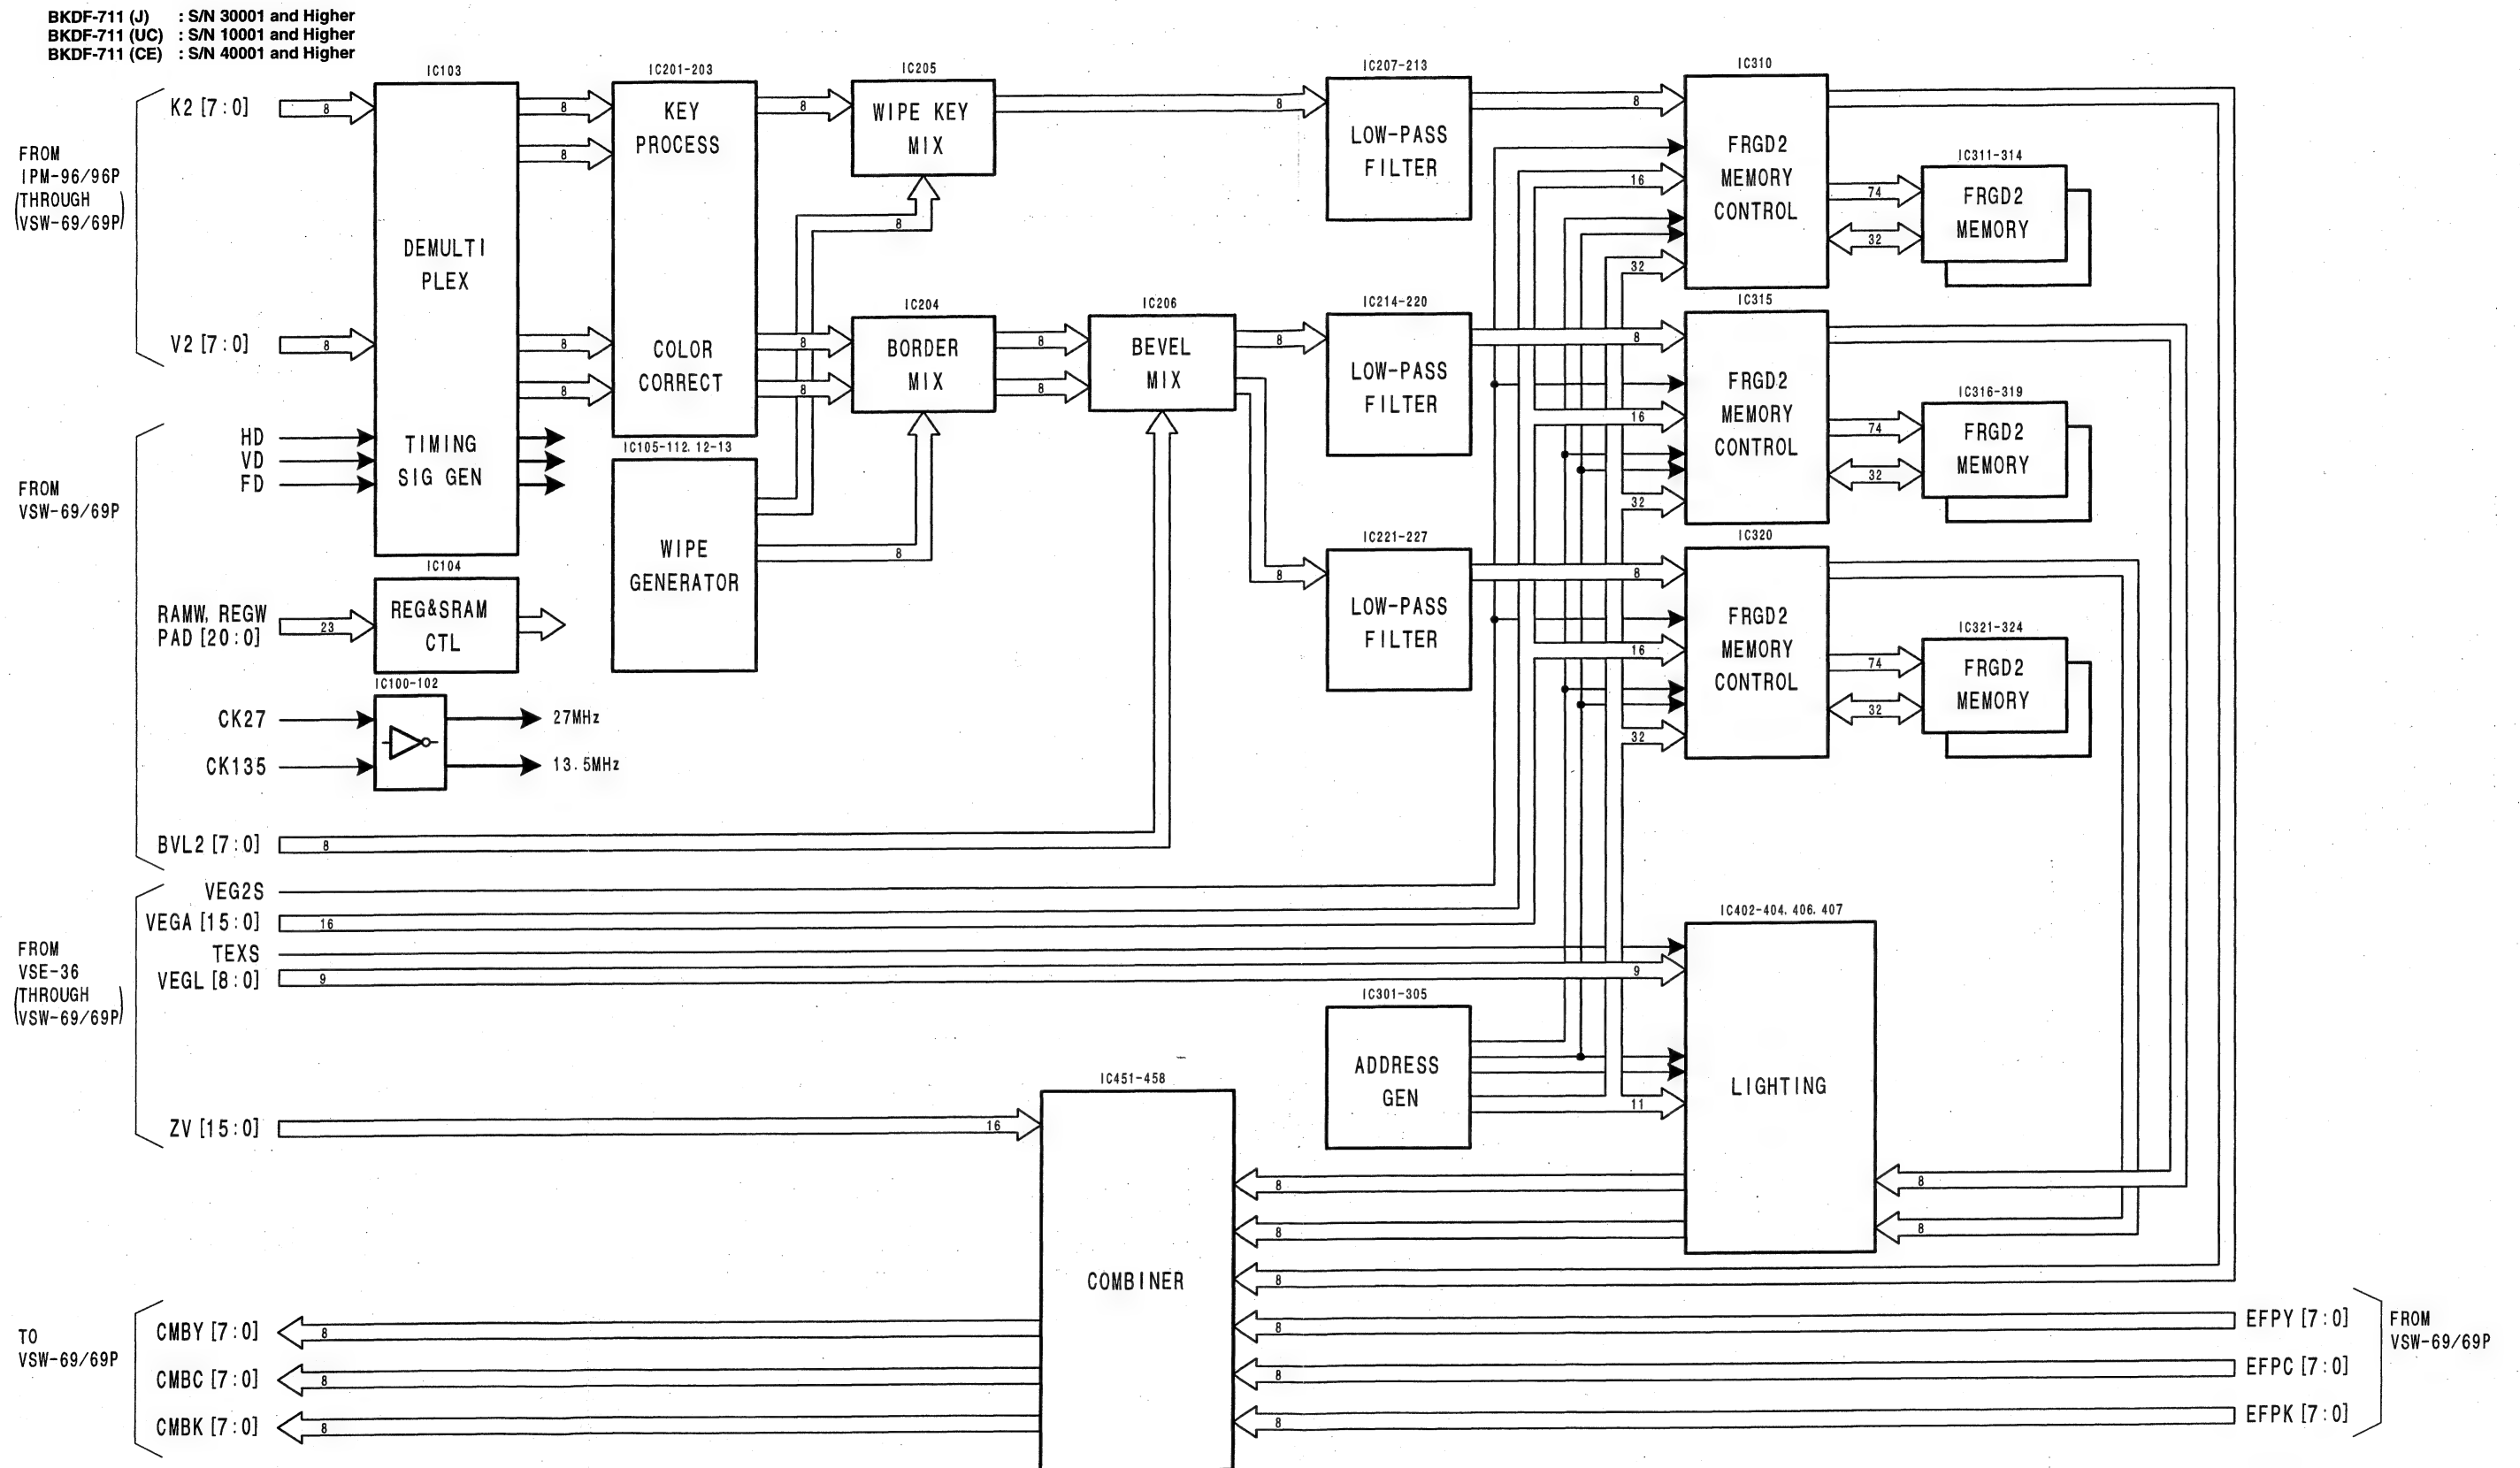 BKDF-711 (J) : S/N 30001 and Higher
BKDF-711 (UC) : S/N 10001 and Higher
BKDF-711 (CE) : S/N 40001 and Higher
FROM
IPM-96/96P
(THROUGH
VSW-69/69P)
K2 [7:0]
8
V2 [7:0]
8
IC103
DEMULTI
PLEX
TIMING
SIG GEN
8
8
8
8
IC201-203
KEY
PROCESS
COLOR
CORRECT
8
8
8
IC205
WIPE KEY
MIX
8
8
IC204
BORDER
MIX
8
8
8
IC206
BEVEL
MIX
8
8
IC207-213
LOW-PASS
FILTER
8
IC214-220
LOW-PASS
FILTER
8
IC221-227
LOW-PASS
FILTER
8
IC310
FRGD2
MEMORY
CONTROL
16
32
74
32
IC311-314
FRGD2
MEMORY
IC315
FRGD2
MEMORY
CONTROL
16
32
74
32
IC316-319
FRGD2
MEMORY
IC320
FRGD2
MEMORY
CONTROL
16
32
74
32
IC321-324
FRGD2
MEMORY
FROM
VSW-69/69P
HD
VD
FD
IC105-112. 12-13
WIPE
GENERATOR
RAMW, REGW
PAD [20:0]
23
IC104
REG&SRAM
CTL
IC100-102
CK27
27MHz
CK135
13.5MHz
BVL2 [7:0]
8
FROM
VSE-36
(THROUGH
VSW-69/69P)
VEG2S
VEGA [15:0]
16
TEXS
VEGL [8:0]
9
9
ZV [15:0]
16
IC301-305
ADDRESS
GEN
11
IC402-404. 406. 407
LIGHTING
8
8
8
8
8
IC451-458
COMBINER
TO
VSW-69/69P
CMBY [7:0]
8
CMBC [7:0]
8
CMBK [7:0]
8
8
EFPY [7:0]
8
EFPC [7:0]
8
EFPK [7:0]
FROM
VSW-69/69P